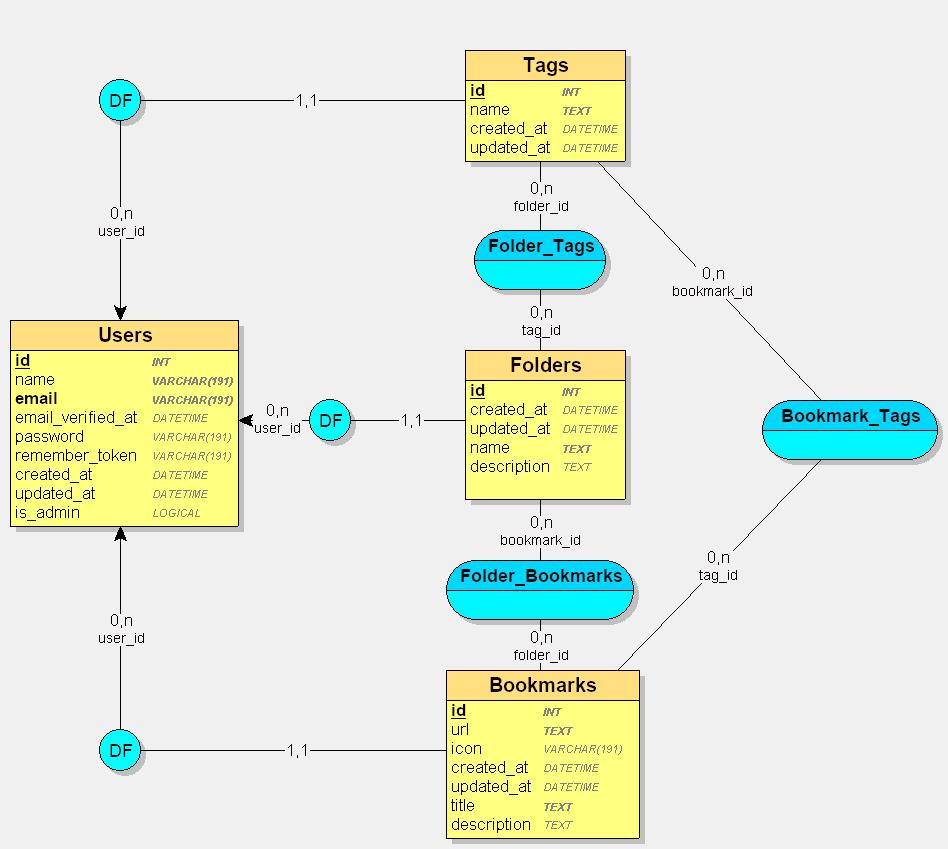 Tags
id INT
name TEXT
created_at DATETIME
updated_at DATETIME
DF
1,1
0,n
user_id
0,n
folder_id
Folder_Tags
0,n
tag_id
0,n
bookmark_id
Users
id INT
name VARCHAR(191)
email VARCHAR(191)
email_verified_at DATETIME
password VARCHAR(191)
remember_token VARCHAR(191)
created_at DATETIME
updated_at DATETIME
is_admin LOGICAL
0,n
user_id
DF
1,1
Folders
id INT
created_at DATETIME
updated_at DATETIME
name TEXT
description TEXT
Bookmark_Tags
0,n
bookmark_id
Folder_Bookmarks
0,n
folder_id
0,n
tag_id
0,n
user_id
DF
1,1
Bookmarks
id INT
url TEXT
icon VARCHAR(191)
created_at DATETIME
updated_at DATETIME
title TEXT
description TEXT